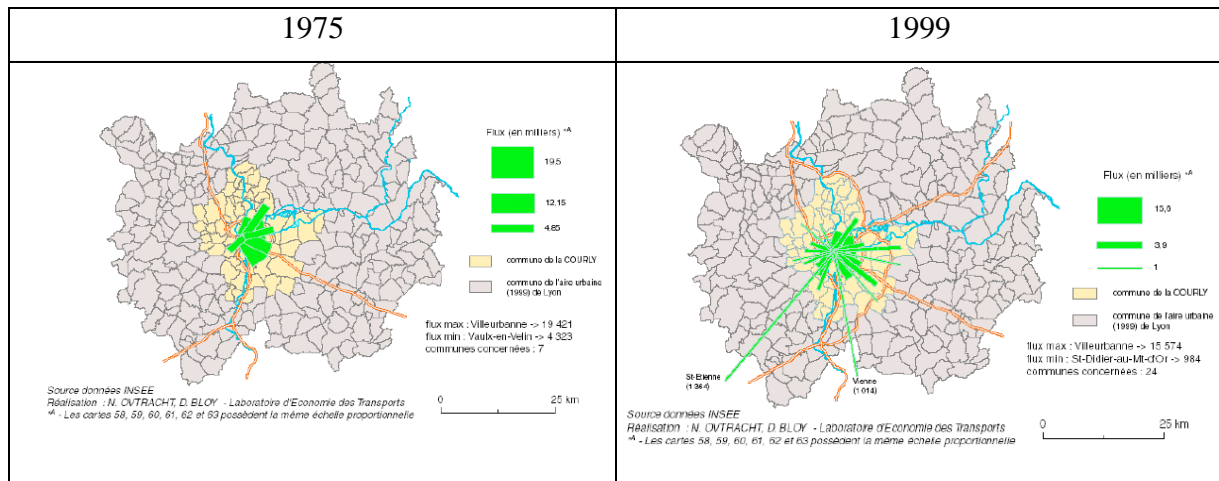 1975
1999
Flux (en milliers) *A
19,5
12,15
4,85
commune de la COURLY
commune de l'aire urbaine
(1999) de Lyon
flux max : Villeurbanne -> 19 421
flux min : Vaulx-en-Velin -> 4 323
communes concernées : 7
Source données INSEE
Réalisation : N. OVTRACHT, D. BLOY - Laboratoire d'Economie des Transports
*A - Les cartes 58, 59, 60, 61, 62 et 63 possèdent la même échelle proportionnelle
0 25 km
Flux (en milliers) *A
15,6
3,9
1
commune de la COURLY
commune de l'aire urbaine
(1999) de Lyon
flux max : Villeurbanne -> 15 574
flux min : St-Didier-au-Mt-d'Or -> 984
communes concernées : 24
St-Etienne
(1 364)
Vienne
(1 014)
Source données INSEE
Réalisation : N. OVTRACHT, D. BLOY - Laboratoire d'Economie des Transports
*A - Les cartes 58, 59, 60, 61, 62 et 63 possèdent la même échelle proportionnelle
0 25 km